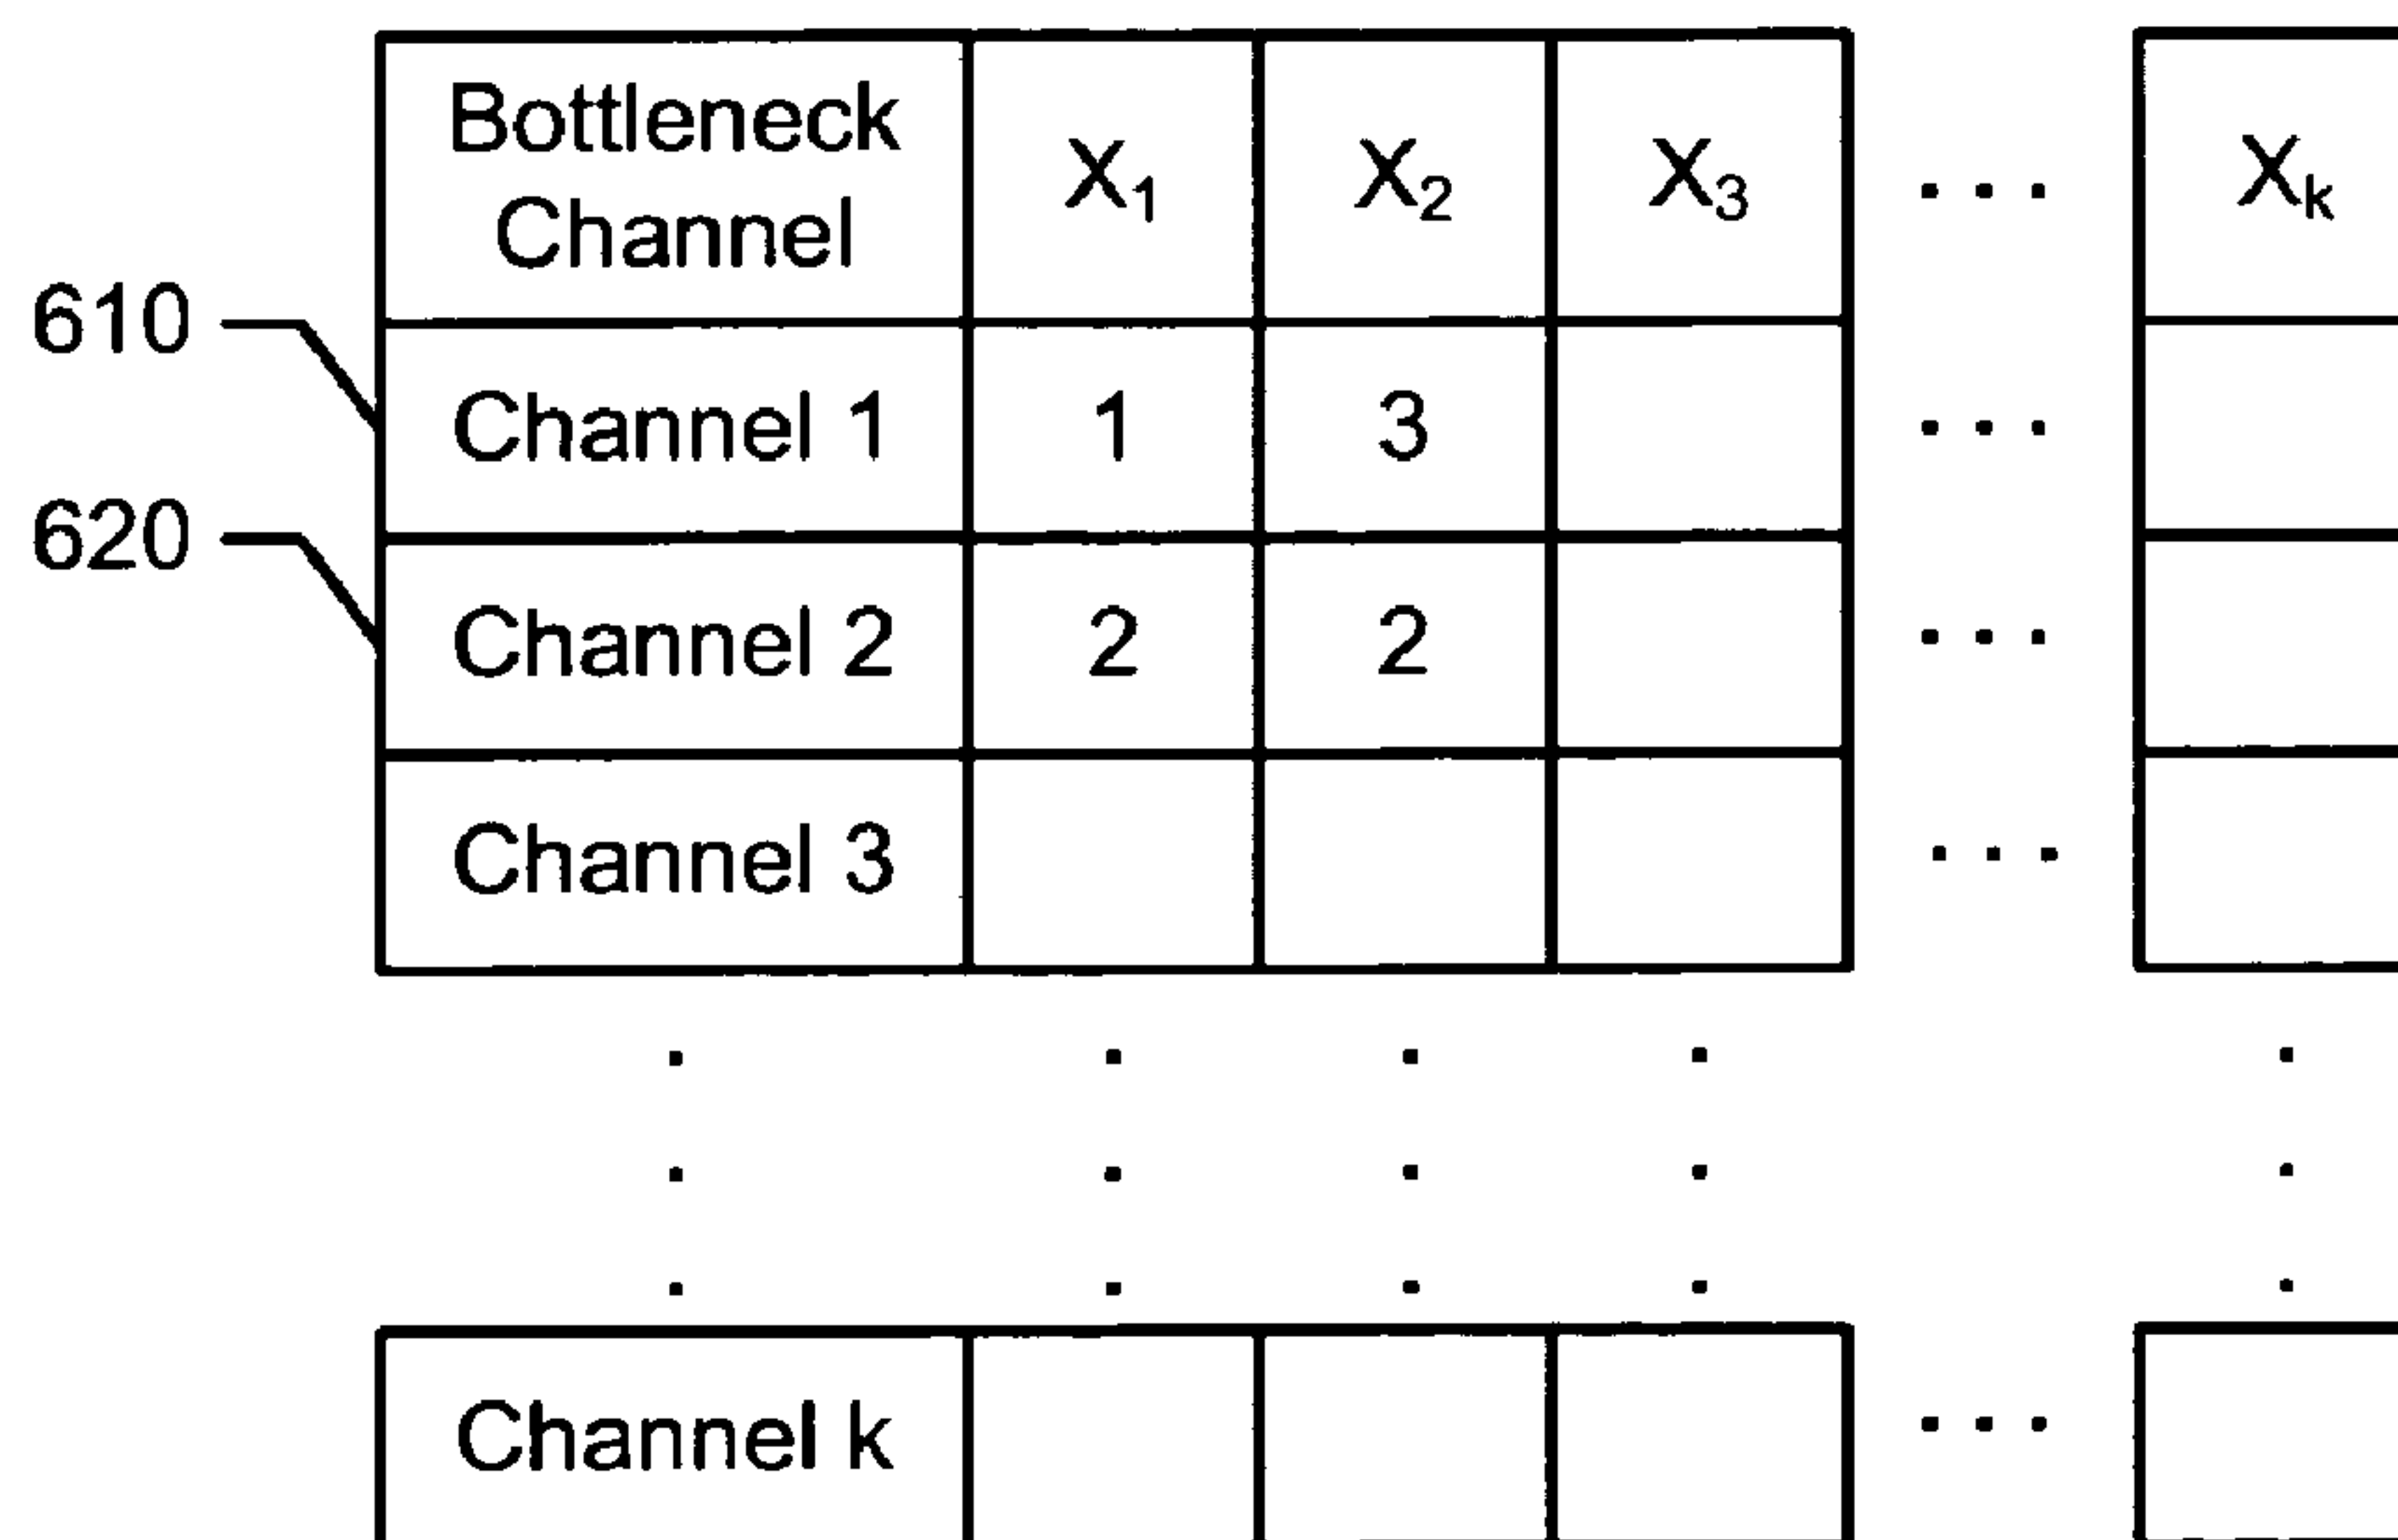 Bottleneck
Channel X₁ X₂ X₃ ... Xₖ
610
Channel 1 1 3 ...
620
Channel 2 2 2 ...
Channel 3 ...
Channel k ...